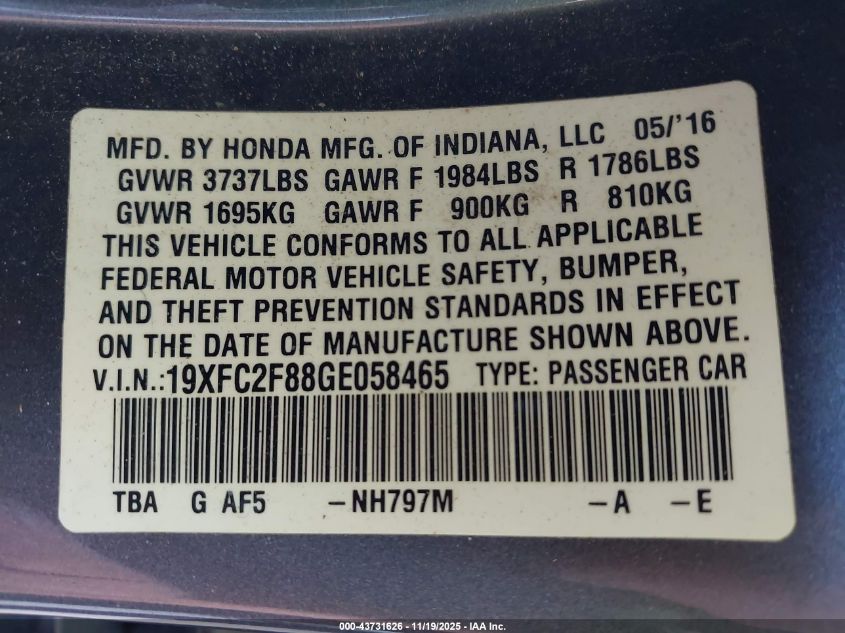 MFD. BY HONDA MFG. OF INDIANA, LLC 05/'16
GVWR 3737LBS GAWR F 1984LBS R 1786LBS
GVWR 1695KG GAWR F 900KG R 810KG
THIS VEHICLE CONFORMS TO ALL APPLICABLE
FEDERAL MOTOR VEHICLE SAFETY, BUMPER,
AND THEFT PREVENTION STANDARDS IN EFFECT
ON THE DATE OF MANUFACTURE SHOWN ABOVE.
V.I.N.:19XFC2F88GE058465 TYPE: PASSENGER CAR
TBA G AF5 –NH797M –A –E
000-43731626 - 11/19/2025 - IAA Inc.